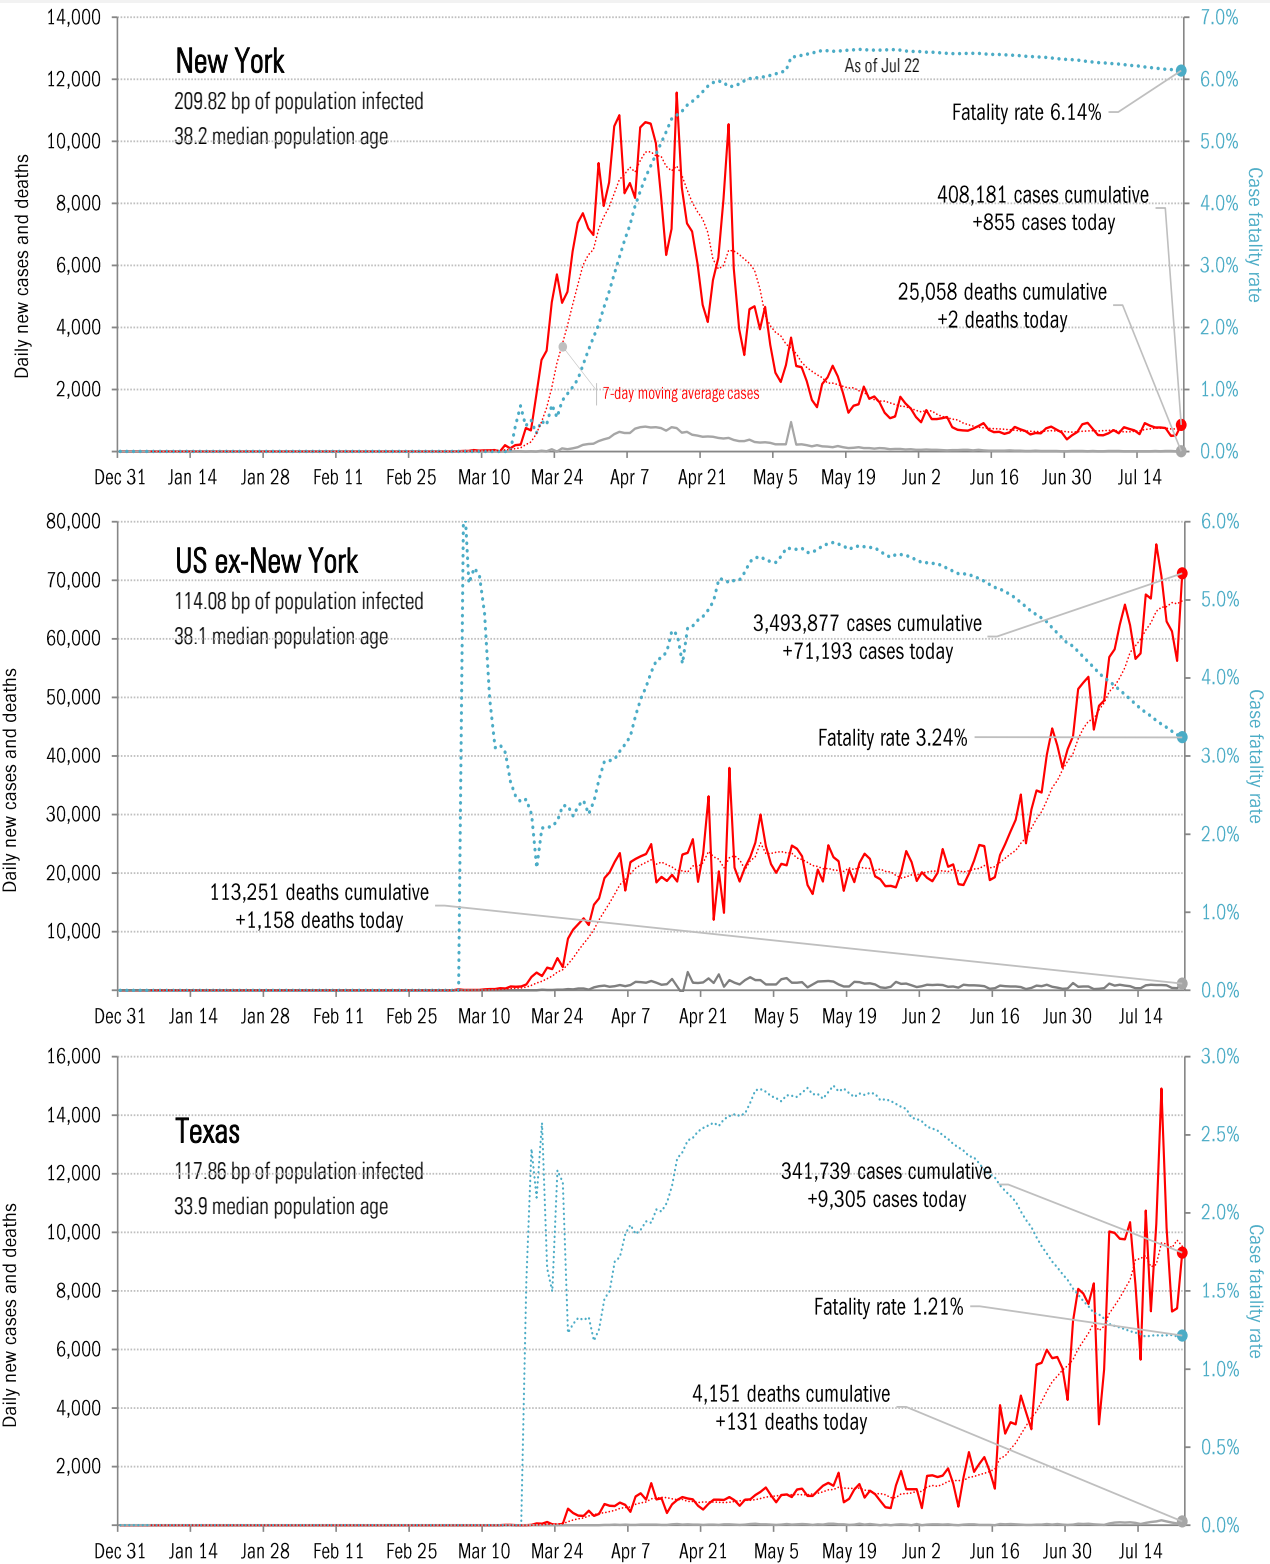 14,000
12,000
10,000
8,000
6,000
4,000
2,000
7.0%
6.0%
5.0%
4.0%
3.0%
2.0%
1.0%
0.0%
Daily new cases and deaths
Case fatality rate
New York
209.82 bp of population infected
38.2 median population age
As of Jul 22
Fatality rate 6.14%
408,181 cases cumulative
+855 cases today
25,058 deaths cumulative
+2 deaths today
7-day moving average cases
Dec 31 Jan 14 Jan 28 Feb 11 Feb 25 Mar 10 Mar 24 Apr 7 Apr 21 May 5 May 19 Jun 2 Jun 16 Jun 30 Jul 14
80,000
70,000
60,000
50,000
40,000
30,000
20,000
10,000
6.0%
5.0%
4.0%
3.0%
2.0%
1.0%
0.0%
Daily new cases and deaths
Case fatality rate
US ex-New York
114.08 bp of population infected
38.1 median population age
3,493,877 cases cumulative
+71,193 cases today
Fatality rate 3.24%
113,251 deaths cumulative
+1,158 deaths today
Dec 31 Jan 14 Jan 28 Feb 11 Feb 25 Mar 10 Mar 24 Apr 7 Apr 21 May 5 May 19 Jun 2 Jun 16 Jun 30 Jul 14
16,000
14,000
12,000
10,000
8,000
6,000
4,000
2,000
3.0%
2.5%
2.0%
1.5%
1.0%
0.5%
0.0%
Daily new cases and deaths
Case fatality rate
Texas
117.86 bp of population infected
33.9 median population age
341,739 cases cumulative
+9,305 cases today
Fatality rate 1.21%
4,151 deaths cumulative
+131 deaths today
Dec 31 Jan 14 Jan 28 Feb 11 Feb 25 Mar 10 Mar 24 Apr 7 Apr 21 May 5 May 19 Jun 2 Jun 16 Jun 30 Jul 14